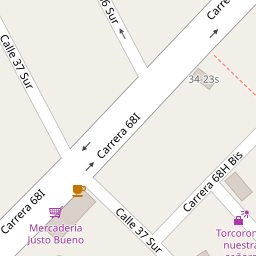 6 Sur
Carrera
Calle 37 Sur
34-23s
Carrera 68I
Carrera 68H Bis
Carrera 68I
Mercadería
Justo Bueno
Calle 37 Sur
Torcoron
nuestra